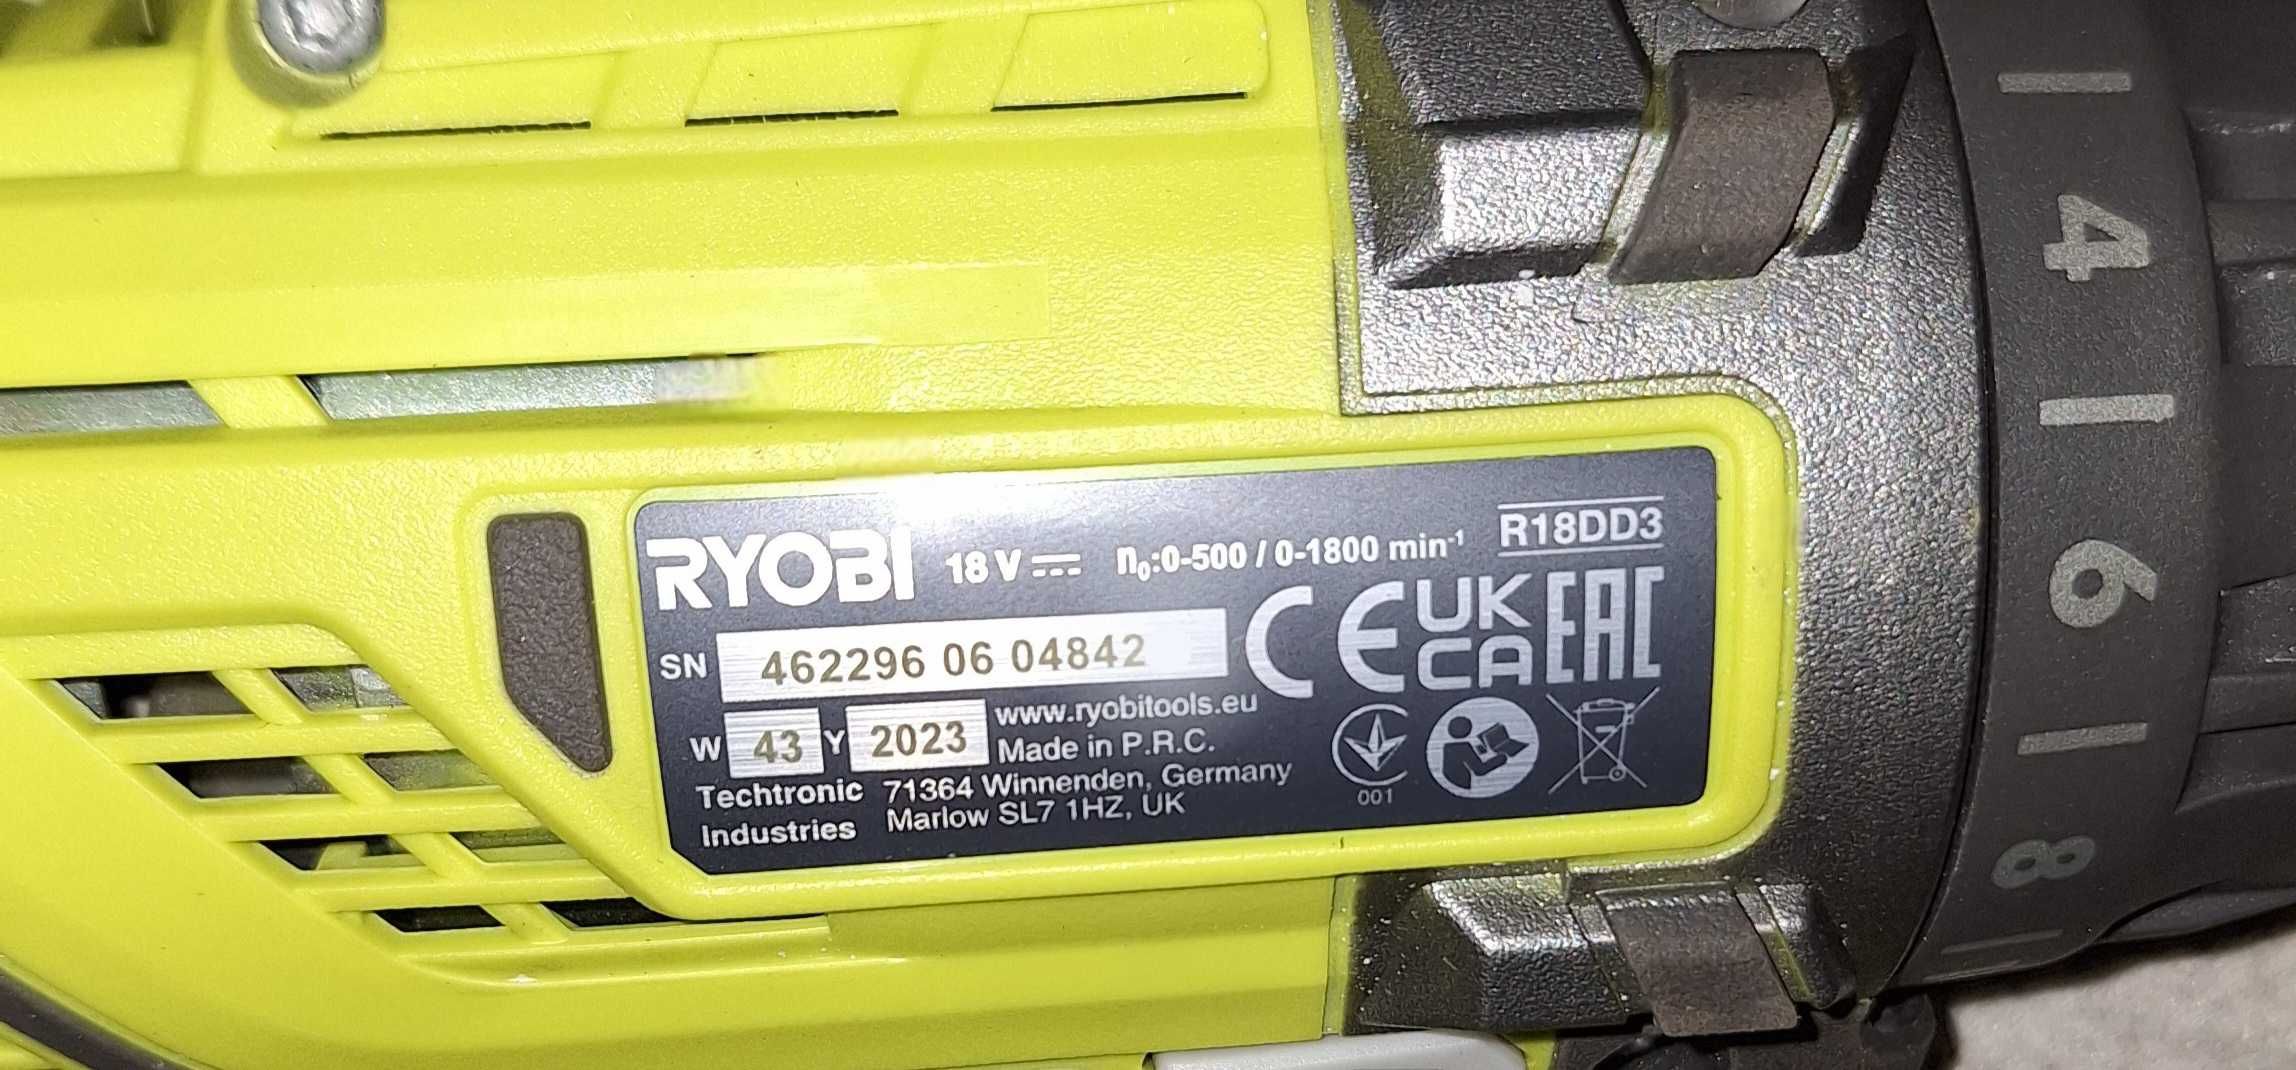 RYOBI 18 V n₀:0-500 / 0-1800 min⁻¹ R18DD3
SN 462296 06 04842 CE UK CA EAC
W 43 Y 2023 www.ryobitools.eu
Made in P.R.C.
Techtronic Industries
71364 Winnenden, Germany
Marlow SL7 1HZ, UK
001
4
6
8